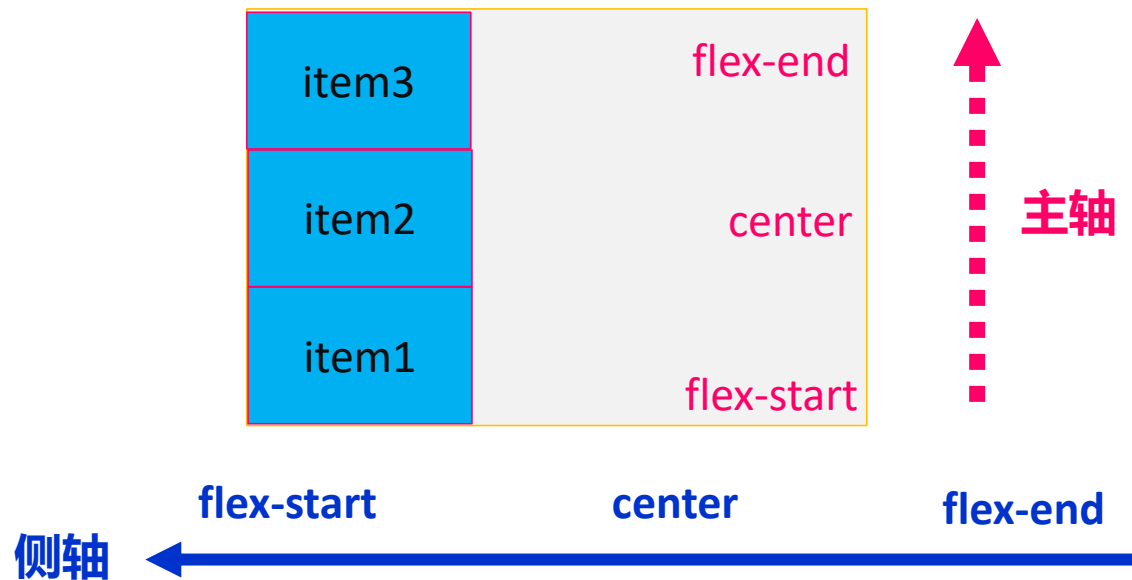 item3
flex-end
item2
center
主轴
item1
flex-start
flex-start
center
flex-end
侧轴